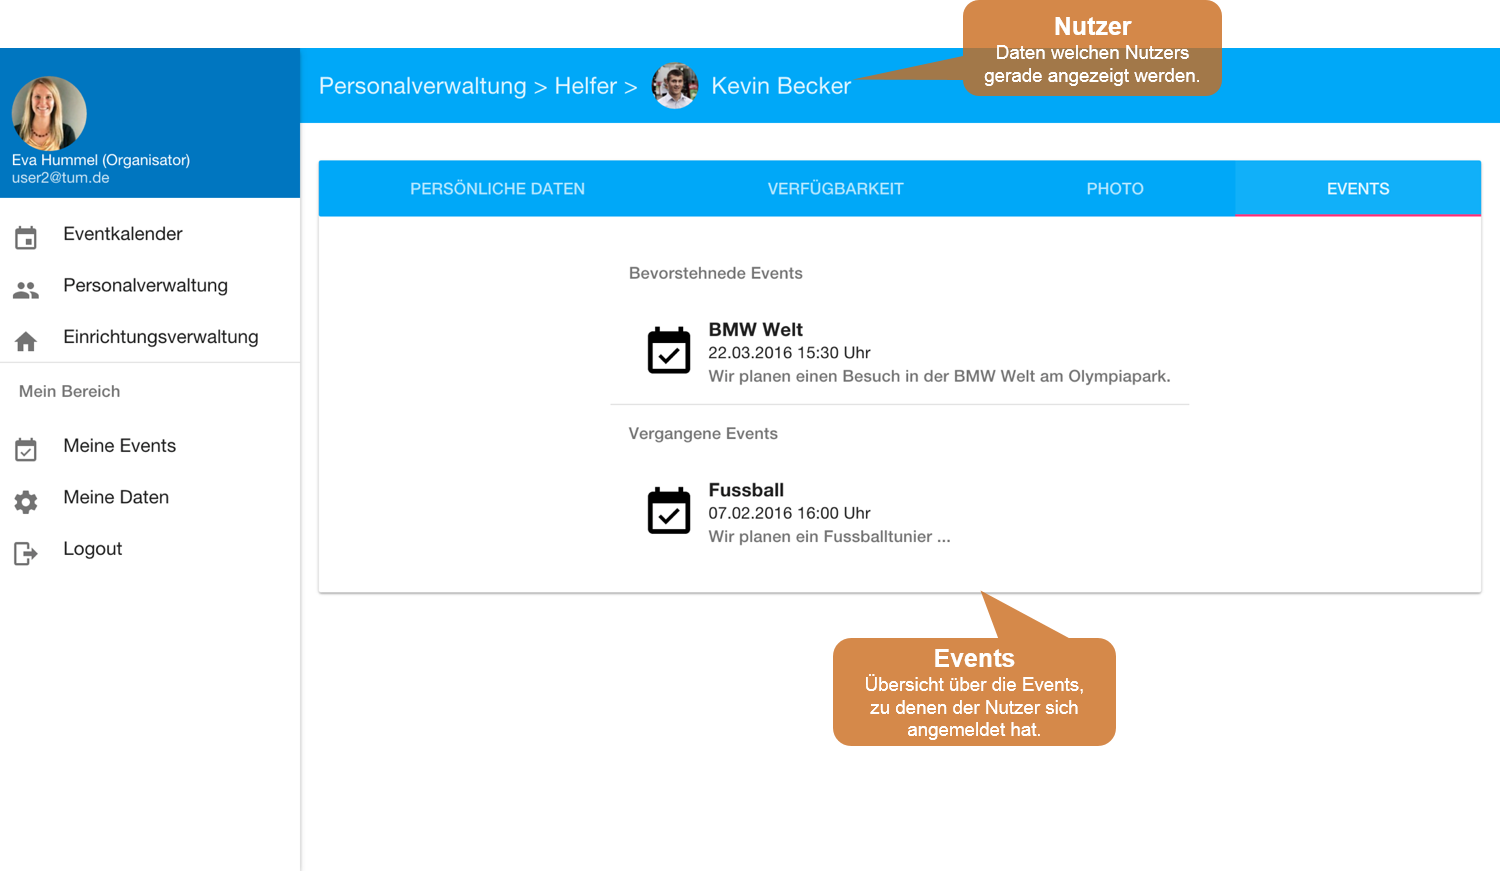 Nutzer
Daten welchen Nutzers
gerade angezeigt werden.
Personalverwaltung > Helfer > Kevin Becker
Eva Hummel (Organisator)
user2@tum.de
PERSÖNLICHE DATEN
VERFÜGBARKEIT
PHOTO
EVENTS
Eventkalender
Personalverwaltung
Einrichtungsverwaltung
Mein Bereich
Meine Events
Meine Daten
Logout
Bevorstehnede Events
BMW Welt
22.03.2016 15:30 Uhr
Wir planen einen Besuch in der BMW Welt am Olympiapark.
Vergangene Events
Fussball
07.02.2016 16:00 Uhr
Wir planen ein Fussballtunier ...
Events
Übersicht über die Events,
zu denen der Nutzer sich
angemeldet hat.